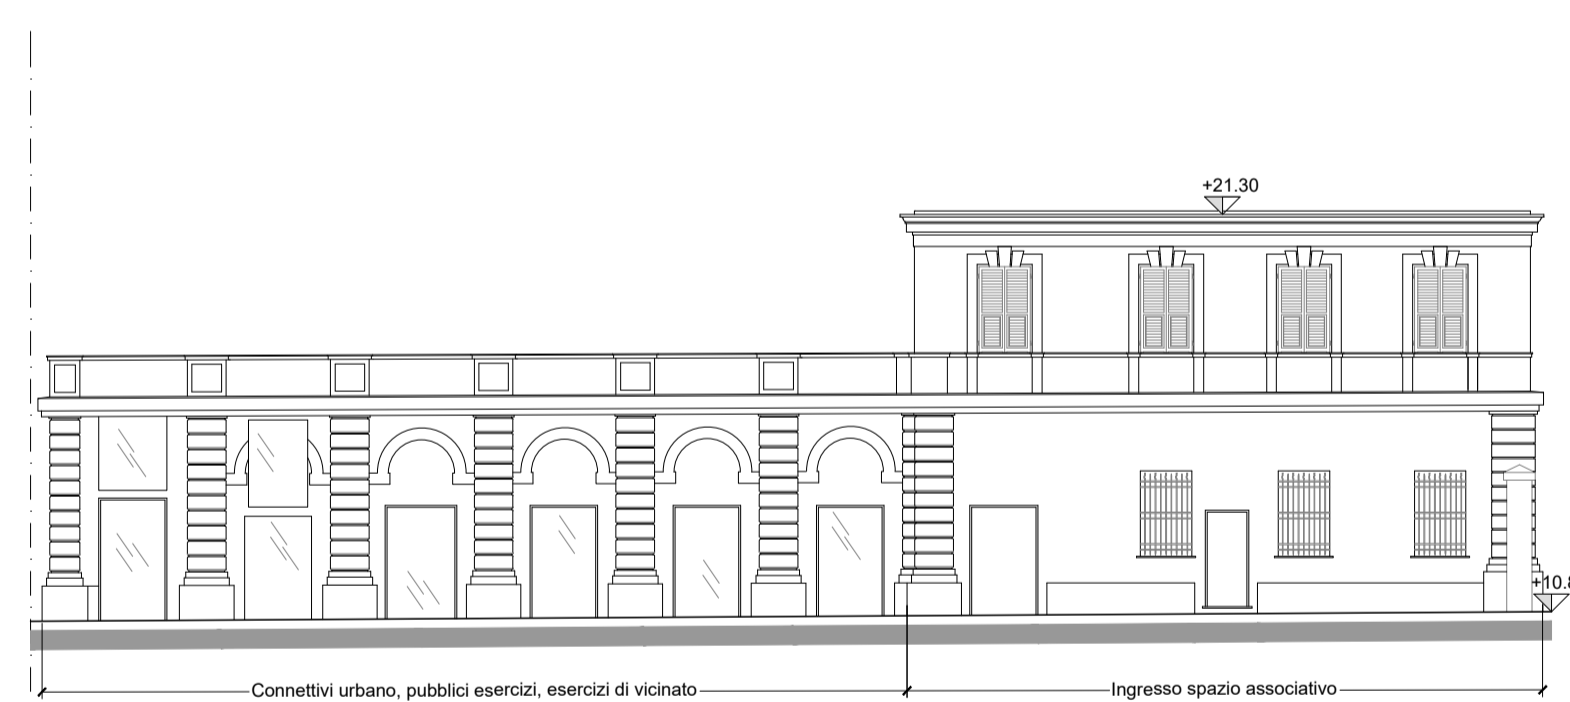 +21.30
+10.8
Connettivi urbano, pubblici esercizi, esercizi di vicinato
Ingresso spazio associativo